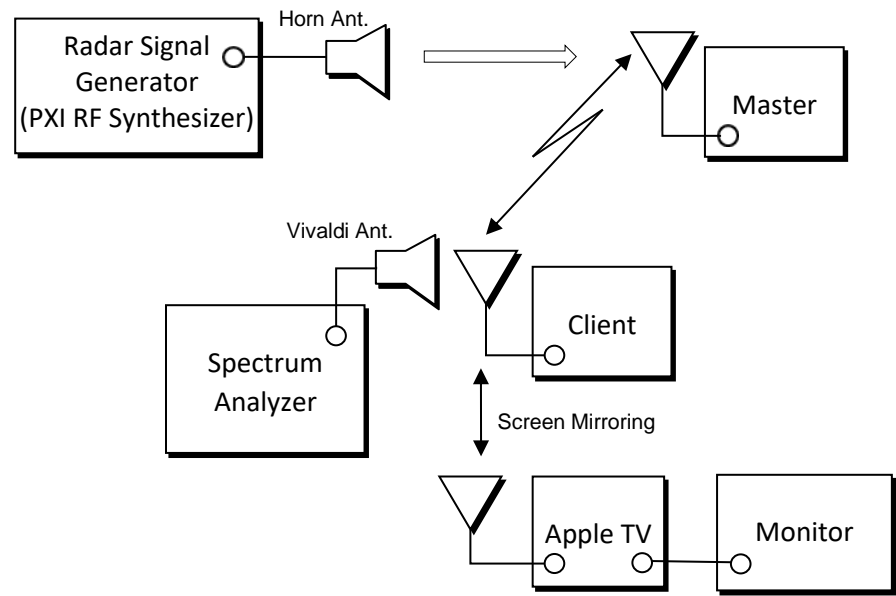 Horn Ant.
Radar Signal
Generator
(PXI RF Synthesizer)
Master
Vivaldi Ant.
Client
Spectrum
Analyzer
Screen Mirroring
Apple TV
Monitor